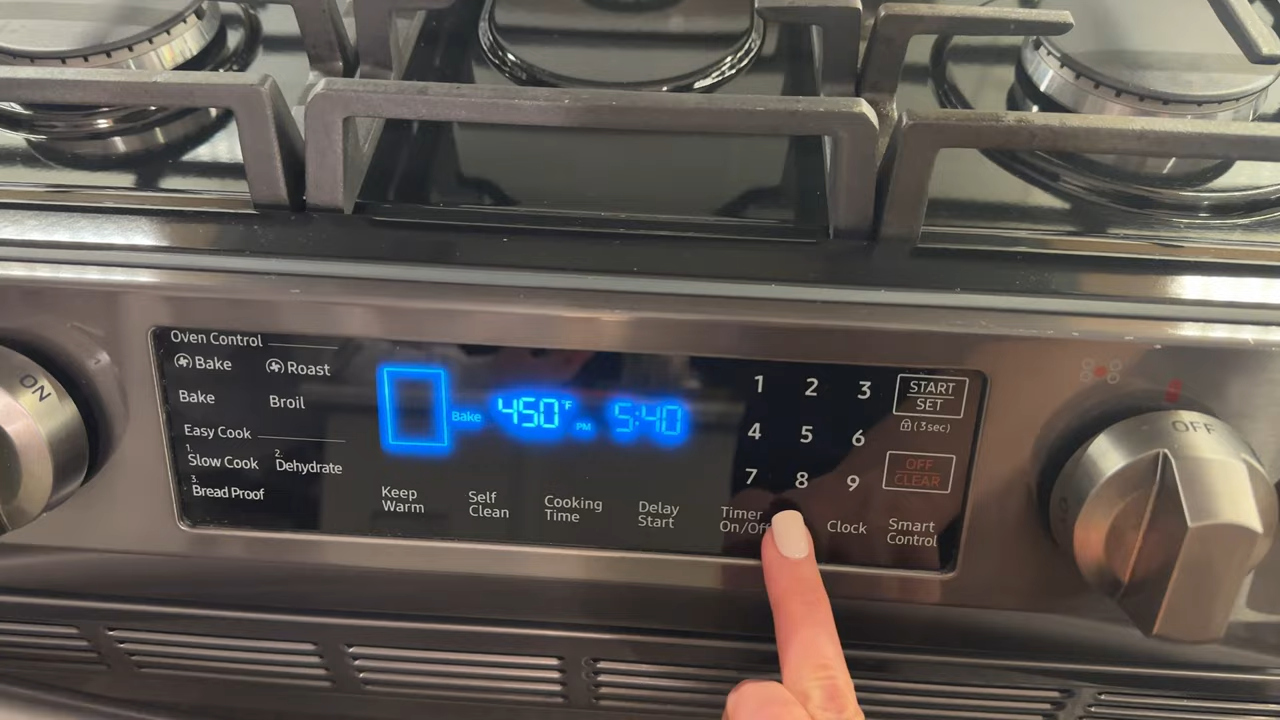 ON
Oven Control
Bake
Roast
Bake
Broil
Easy Cook
1.
Slow Cook
2.
Dehydrate
3.
Bread Proof
Bake
450°F
PM
5:40
Keep
Warm
Self
Clean
Cooking
Time
Delay
Start
1 2 3
4 5 6
7 8 9
Timer
On/Off
Clock
Smart
Control
START
SET
(3sec)
OFF
CLEAR
OFF